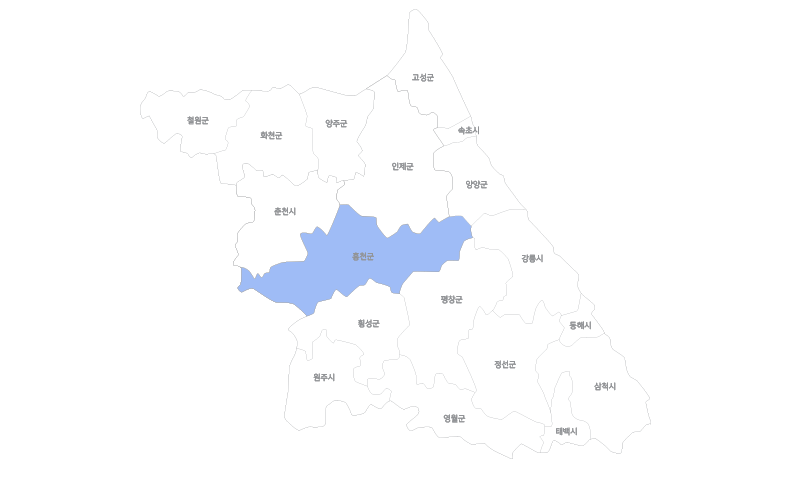 고성군
철원군
양주군
속초시
화천군
인제군
양양군
춘천시
홍천군
강릉시
평창군
횡성군
동해시
정선군
원주시
삼척시
영월군
태백시